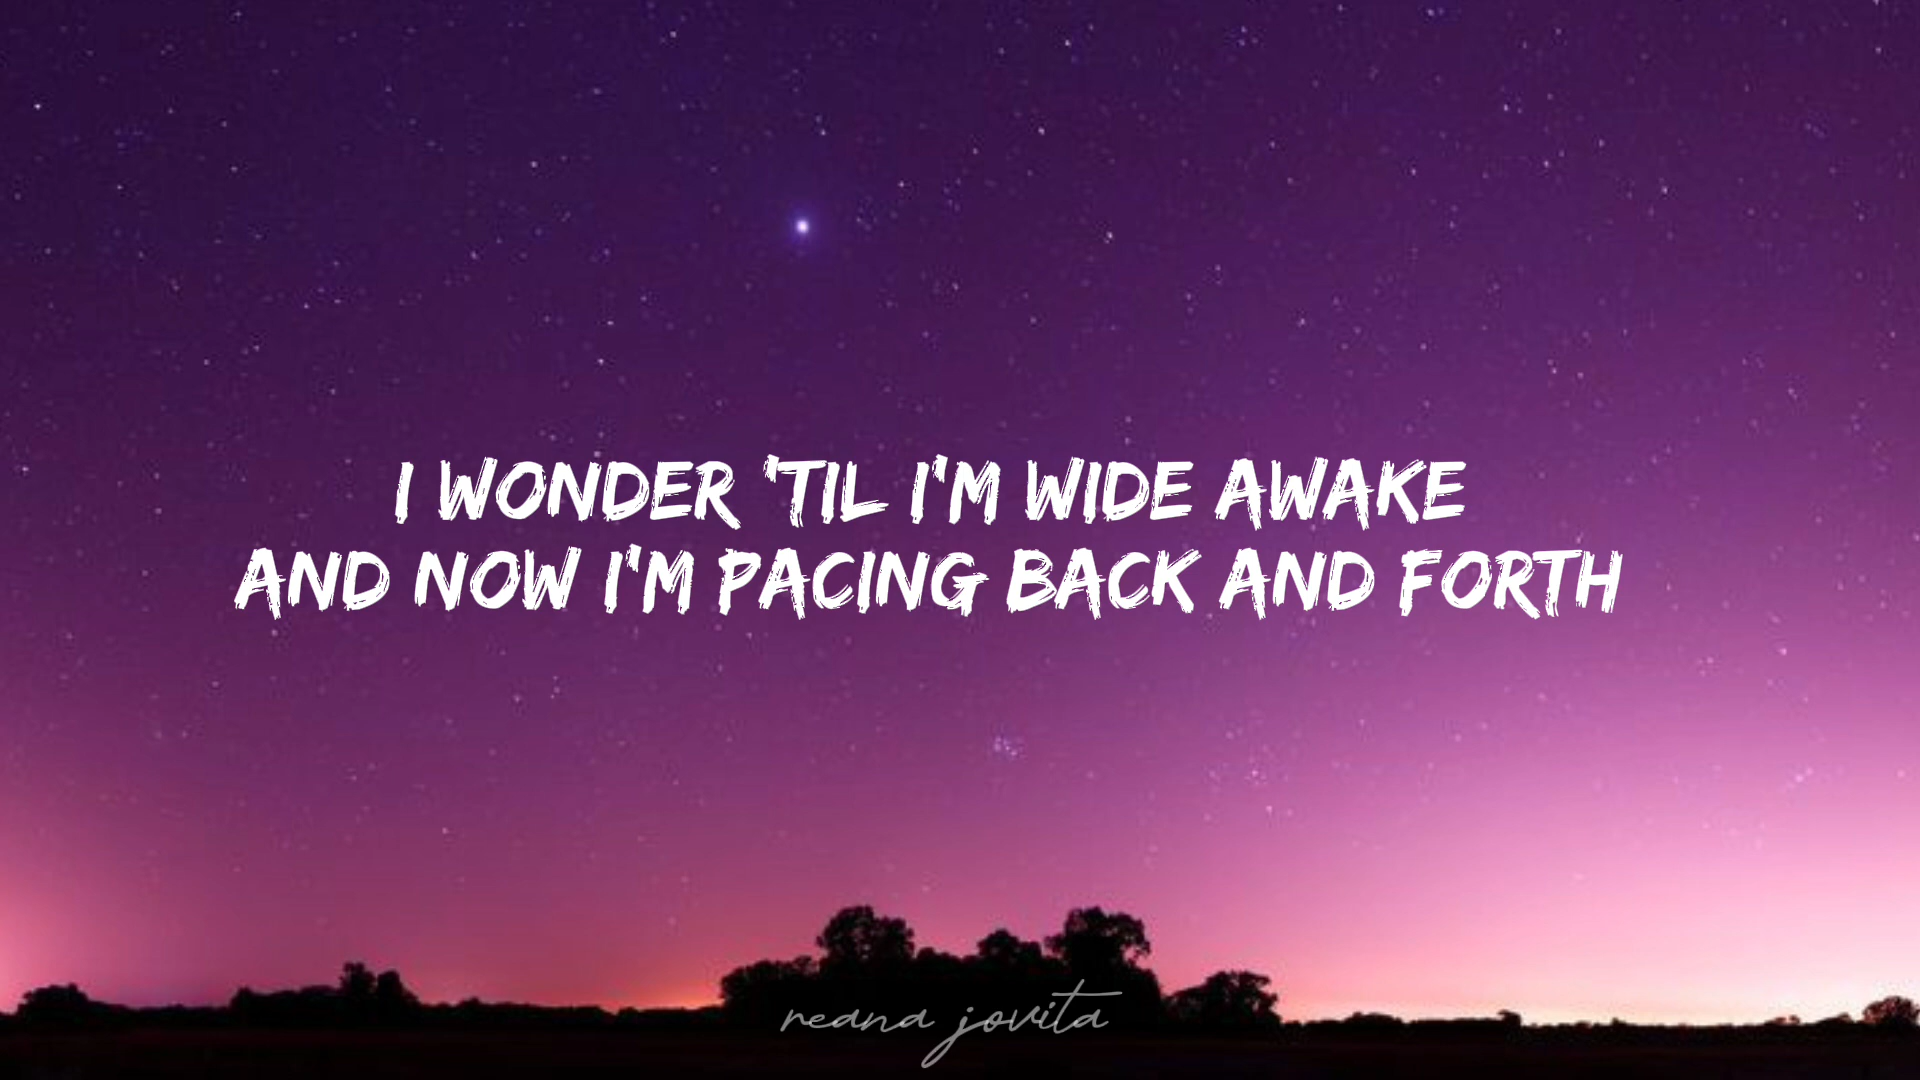 I WONDER 'TIL I'M WIDE AWAKE
AND NOW I'M PACING BACK AND FORTH
reana jovita